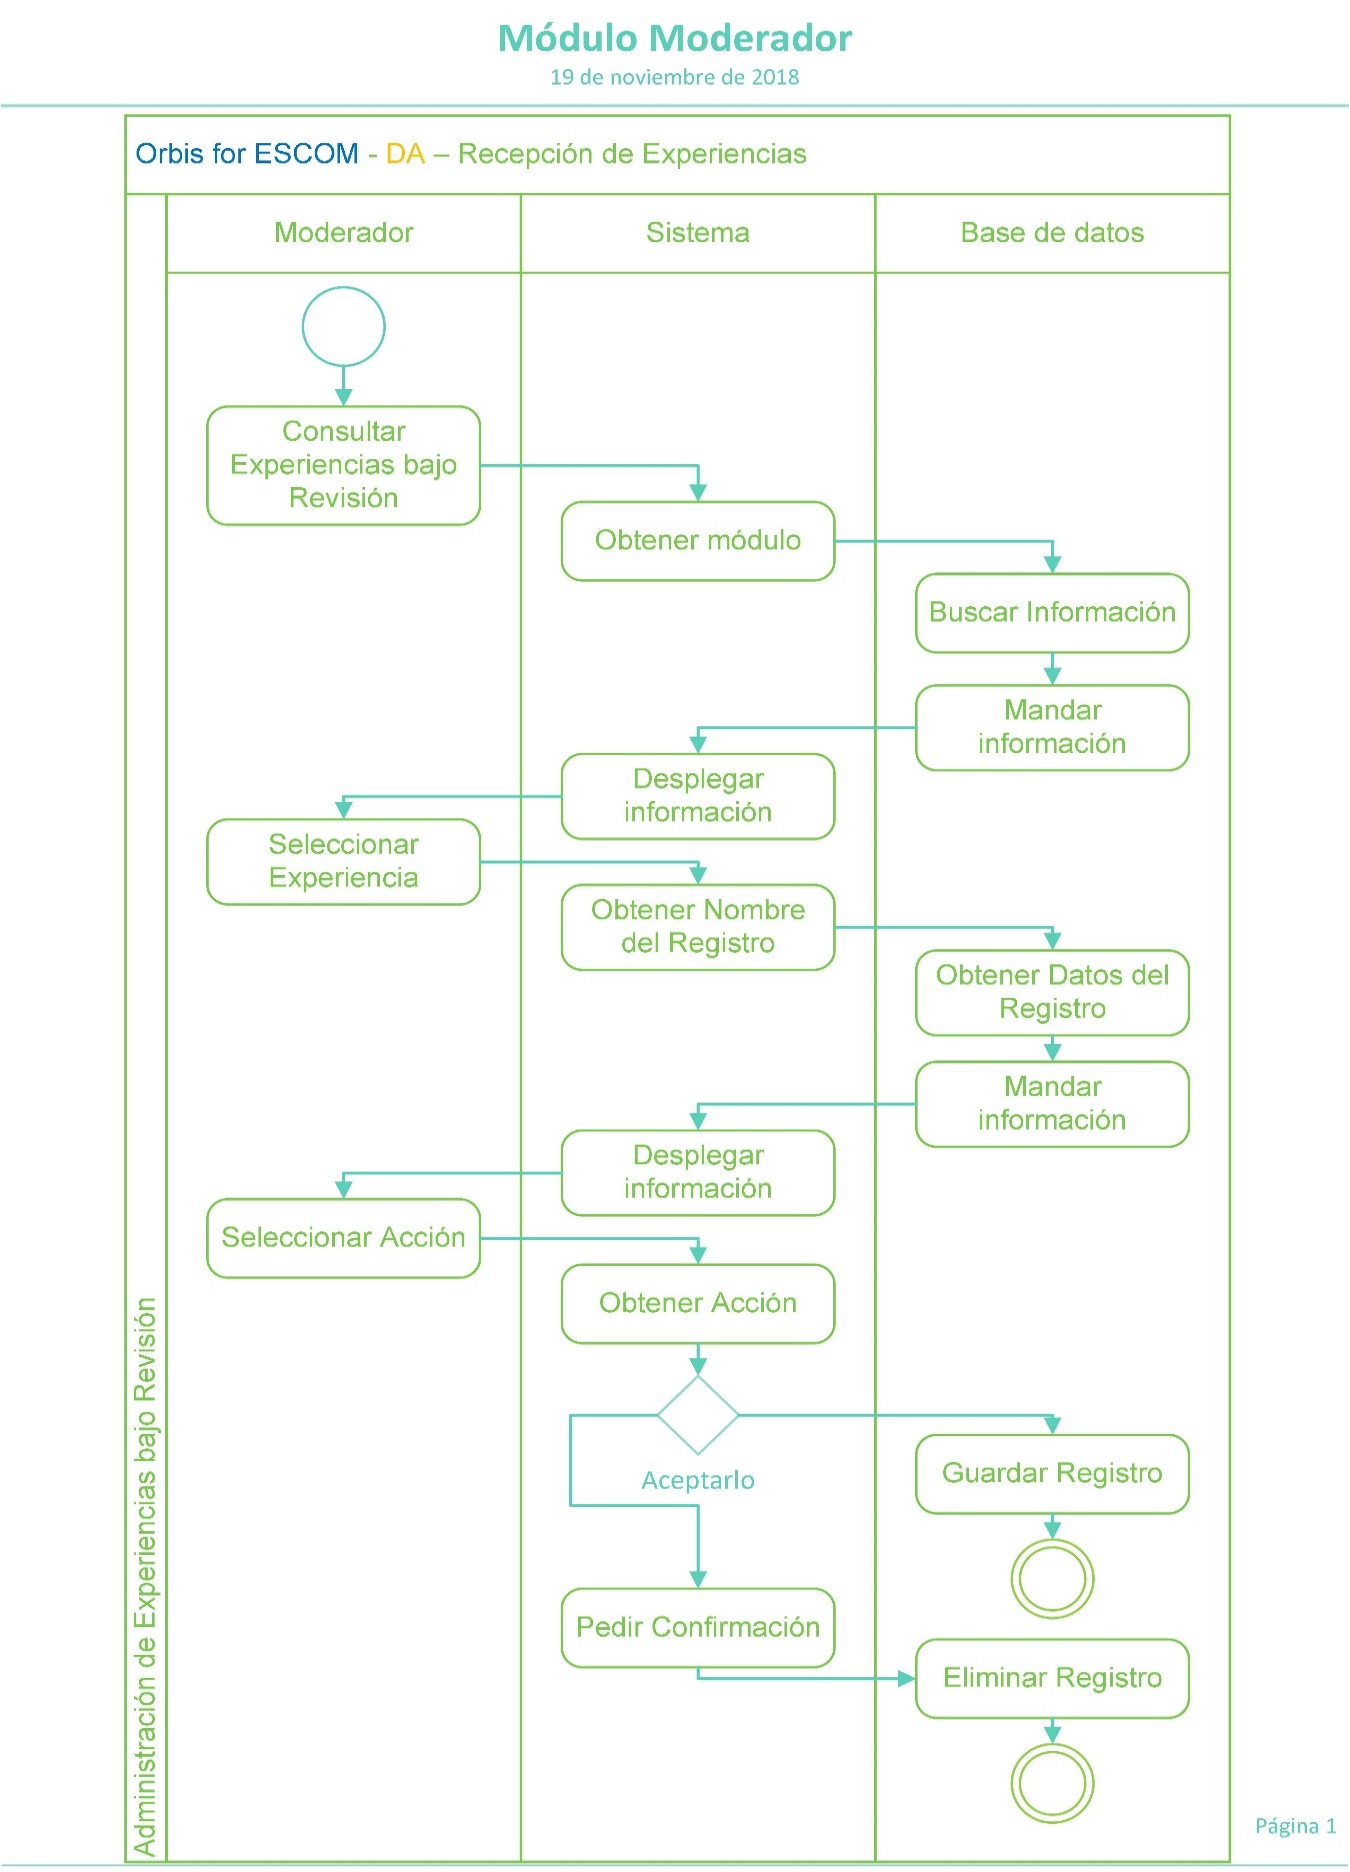 Módulo Moderador
19 de noviembre de 2018
Orbis for ESCOM - DA – Recepción de Experiencias
Moderador
Sistema
Base de datos
Consultar
Experiencias bajo
Revisión
Obtener módulo
Buscar Información
Mandar
información
Desplegar
información
Seleccionar
Experiencia
Obtener Nombre
del Registro
Obtener Datos del
Registro
Mandar
información
Desplegar
información
Seleccionar Acción
Obtener Acción
Aceptarlo
Guardar Registro
Pedir Confirmación
Eliminar Registro
Administración de Experiencias bajo Revisión
Página 1